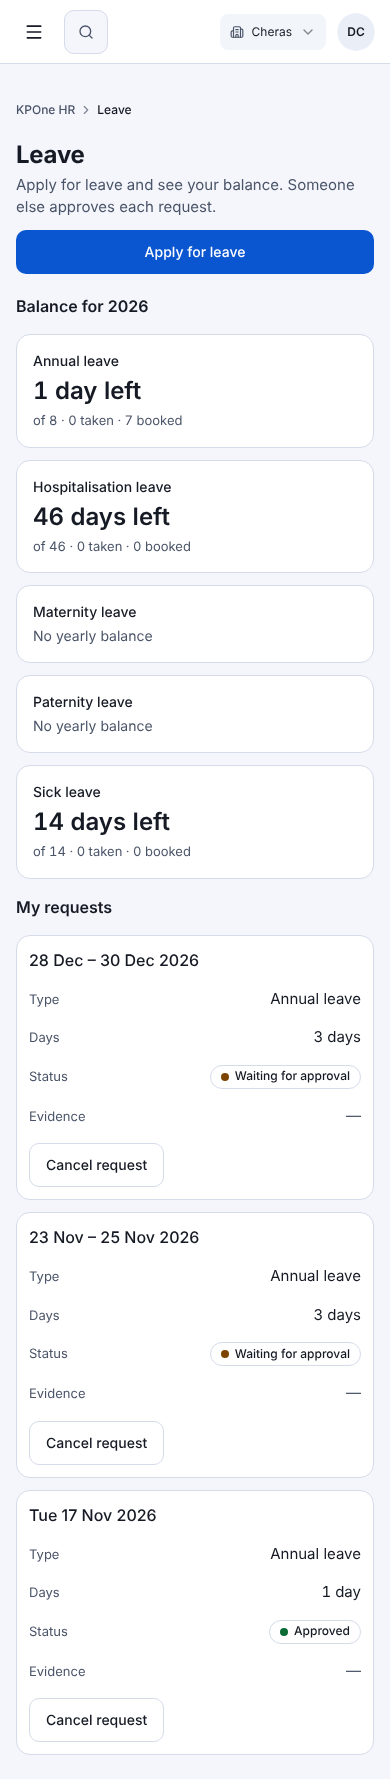 Cheras
DC
KPOne HR > Leave
Leave
Apply for leave and see your balance. Someone
else approves each request.
Apply for leave
Balance for 2026
Annual leave
1 day left
of 8 · 0 taken · 7 booked
Hospitalisation leave
46 days left
of 46 · 0 taken · 0 booked
Maternity leave
No yearly balance
Paternity leave
No yearly balance
Sick leave
14 days left
of 14 · 0 taken · 0 booked
My requests
28 Dec – 30 Dec 2026
Type Annual leave
Days 3 days
Status Waiting for approval
Evidence —
Cancel request
23 Nov – 25 Nov 2026
Type Annual leave
Days 3 days
Status Waiting for approval
Evidence —
Cancel request
Tue 17 Nov 2026
Type Annual leave
Days 1 day
Status Approved
Evidence —
Cancel request